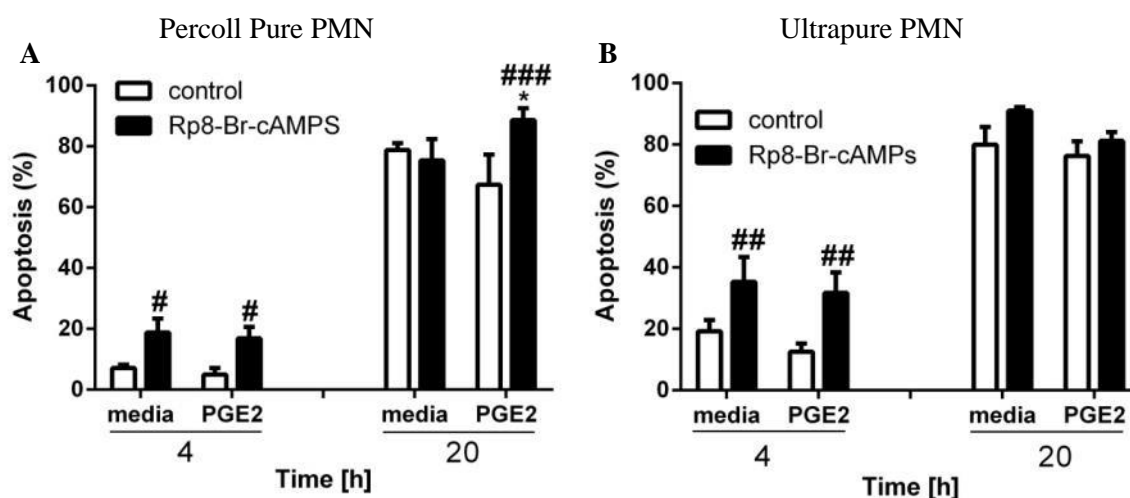 Percoll Pure PMN
A
control
Rp8-Br-cAMPS
###
*
#
#
100
80
60
40
20
0
Apoptosis (%)
media PGE2 media PGE2
4 20
Time [h]
Ultrapure PMN
B
control
Rp8-Br-cAMPs
##
##
100
80
60
40
20
0
Apoptosis (%)
media PGE2 media PGE2
4 20
Time [h]